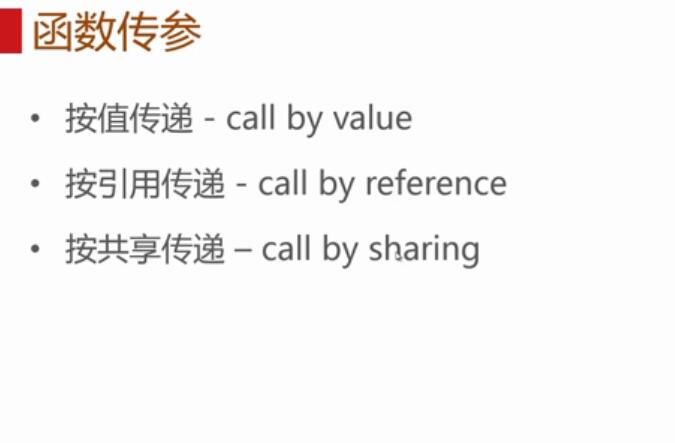 函数传参
• 按值传递 - call by value
• 按引用传递 - call by reference
• 按共享传递 – call by sharing